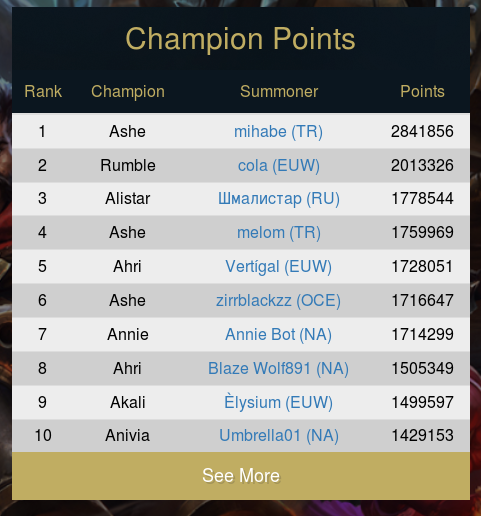 Champion Points
Rank Champion Summoner Points
1 Ashe mihabe (TR) 2841856
2 Rumble cola (EUW) 2013326
3 Alistar Шмалистар (RU) 1778544
4 Ashe melom (TR) 1759969
5 Ahri Vertígal (EUW) 1728051
6 Ashe zirrblackzz (OCE) 1716647
7 Annie Annie Bot (NA) 1714299
8 Ahri Blaze Wolf891 (NA) 1505349
9 Akali Èlysium (EUW) 1499597
10 Anivia Umbrella01 (NA) 1429153
See More